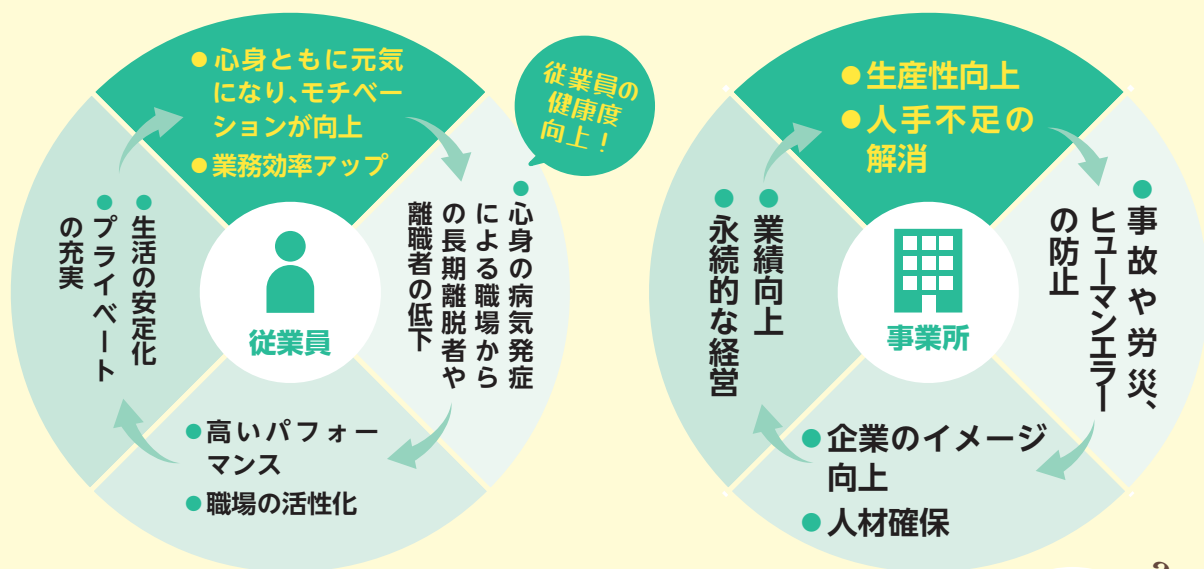 ●心身ともに元気
になり、モチベー
ションが向上
●業務効率アップ
従業員の
健康度
向上！
●心身の病気発症
による職場から
の長期離脱者や
離職者の低下
●高いパフォー
マンス
●職場の活性化
●生活の安定化
●プライベート
の充実
従業員
●生産性向上
●人手不足の
解消
●事故や労災、
ヒューマンエラー
の防止
●企業のイメージ
向上
●人材確保
●業績向上
●永続的な経営
事業所